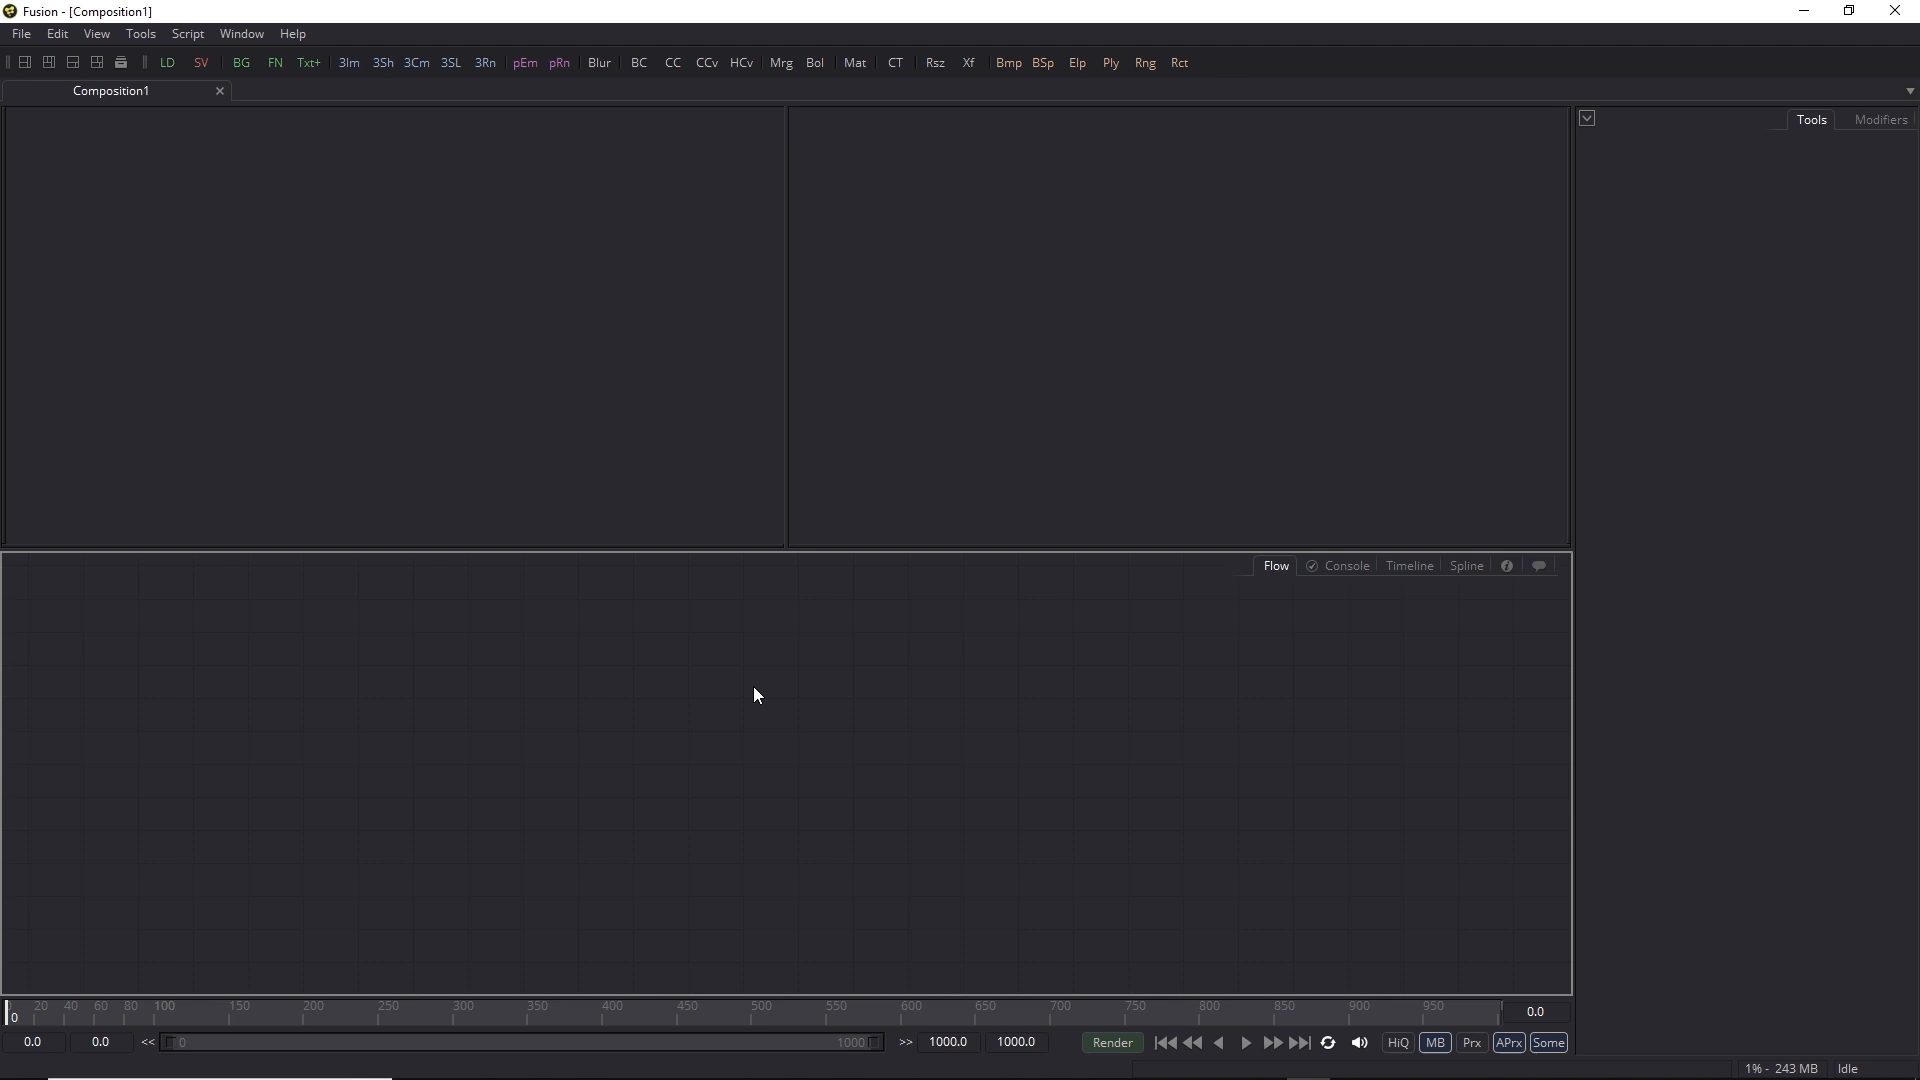 Fusion - [Composition1]
File Edit View Tools Script Window Help
LD SV BG FN Txt+ 3Im 3Sh 3Cm 3SL 3Rn pEm pRn Blur BC CC CCv HCv Mrg Bol Mat CT Rsz Xf Bmp BSp Elp Ply Rng Rct
Composition1
Tools Modifiers
Flow Console Timeline Spline
0 20 40 60 80 100 150 200 250 300 350 400 450 500 550 600 650 700 750 800 850 900 950 0.0
0.0 0.0 << 0 1000 >> 1000.0 1000.0 Render HiQ MB Prx APrx Some
1% - 243 MB Idle